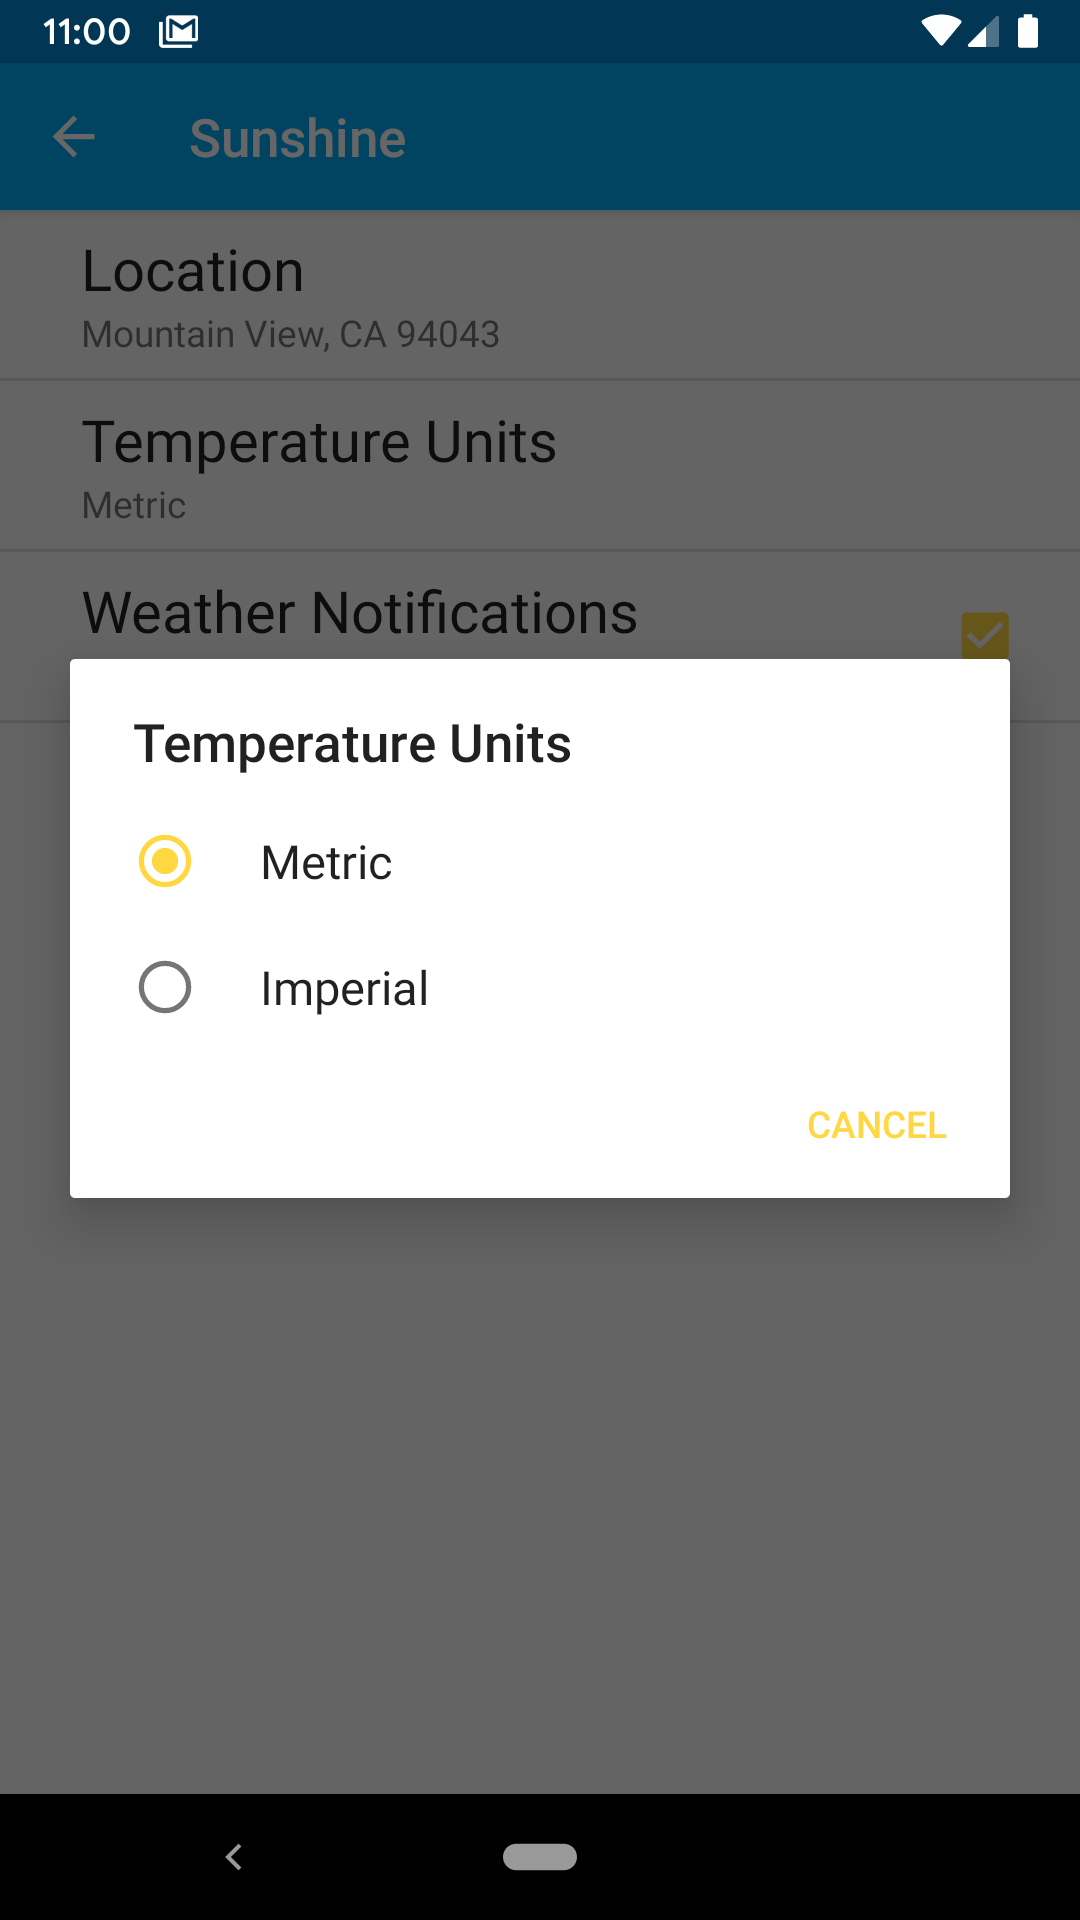 11:00
Sunshine
Location
Mountain View, CA 94043
Temperature Units
Metric
Weather Notifications
Temperature Units
Metric
Imperial
CANCEL